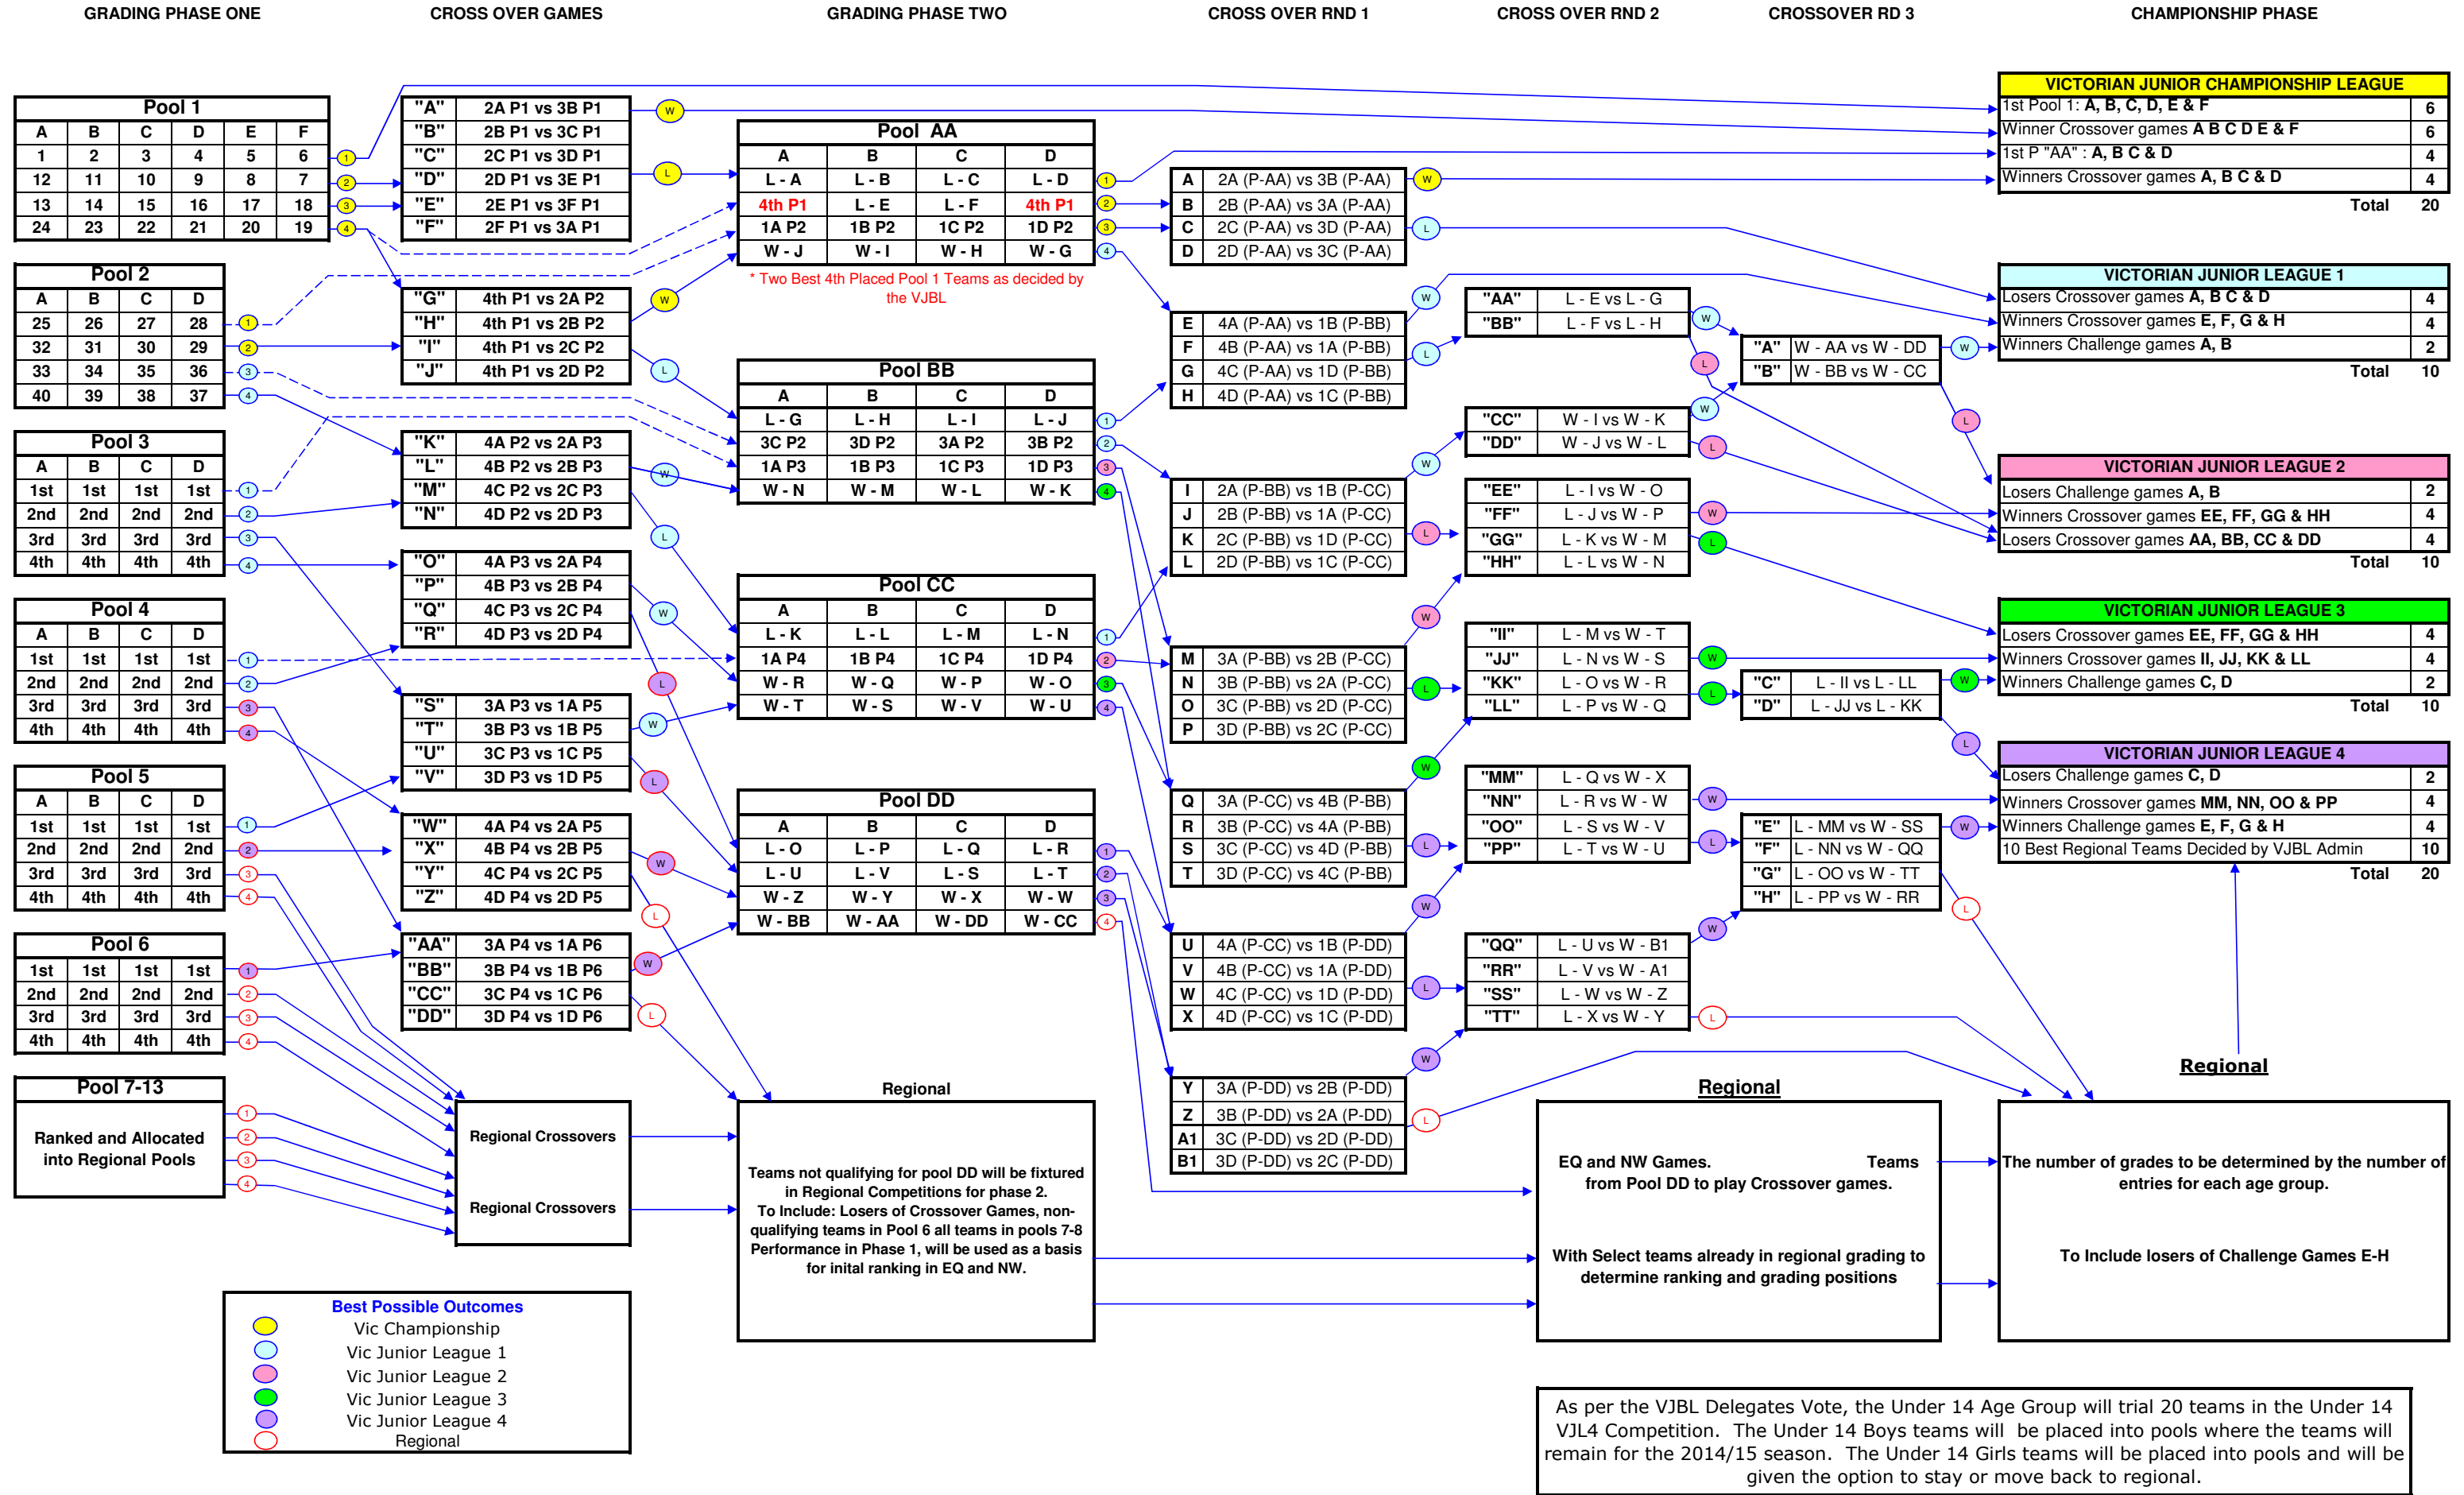 GRADING PHASE ONE
CROSS OVER GAMES
GRADING PHASE TWO
CROSS OVER RND 1
CROSS OVER RND 2
CROSSOVER RD 3
CHAMPIONSHIP PHASE
Pool 1
A B C D E F
1 2 3 4 5 6
12 11 10 9 8 7
13 14 15 16 17 18
24 23 22 21 20 19
1
2
3
4
Pool 2
A B C D
25 26 27 28
32 31 30 29
33 34 35 36
40 39 38 37
1
2
3
4
Pool 3
A B C D
1st 1st 1st 1st
2nd 2nd 2nd 2nd
3rd 3rd 3rd 3rd
4th 4th 4th 4th
1
2
3
4
Pool 4
A B C D
1st 1st 1st 1st
2nd 2nd 2nd 2nd
3rd 3rd 3rd 3rd
4th 4th 4th 4th
1
2
3
4
Pool 5
A B C D
1st 1st 1st 1st
2nd 2nd 2nd 2nd
3rd 3rd 3rd 3rd
4th 4th 4th 4th
1
2
3
4
Pool 6
1st 1st 1st 1st
2nd 2nd 2nd 2nd
3rd 3rd 3rd 3rd
4th 4th 4th 4th
1
2
3
4
Pool 7-13
Ranked and Allocated
into Regional Pools
1
2
3
4
"A" 2A P1 vs 3B P1
"B" 2B P1 vs 3C P1
"C" 2C P1 vs 3D P1
"D" 2D P1 vs 3E P1
"E" 2E P1 vs 3F P1
"F" 2F P1 vs 3A P1
W
L
"G" 4th P1 vs 2A P2
"H" 4th P1 vs 2B P2
"I" 4th P1 vs 2C P2
"J" 4th P1 vs 2D P2
W
L
"K" 4A P2 vs 2A P3
"L" 4B P2 vs 2B P3
"M" 4C P2 vs 2C P3
"N" 4D P2 vs 2D P3
W
L
"O" 4A P3 vs 2A P4
"P" 4B P3 vs 2B P4
"Q" 4C P3 vs 2C P4
"R" 4D P3 vs 2D P4
W
L
"S" 3A P3 vs 1A P5
"T" 3B P3 vs 1B P5
"U" 3C P3 vs 1C P5
"V" 3D P3 vs 1D P5
W
L
"W" 4A P4 vs 2A P5
"X" 4B P4 vs 2B P5
"Y" 4C P4 vs 2C P5
"Z" 4D P4 vs 2D P5
W
L
"AA" 3A P4 vs 1A P6
"BB" 3B P4 vs 1B P6
"CC" 3C P4 vs 1C P6
"DD" 3D P4 vs 1D P6
W
L
Regional Crossovers
Regional Crossovers
Pool AA
A B C D
L - A L - B L - C L - D
4th P1 L - E L - F 4th P1
1A P2 1B P2 1C P2 1D P2
W - J W - I W - H W - G
1
2
3
4
* Two Best 4th Placed Pool 1 Teams as decided by
the VJBL
Pool BB
A B C D
L - G L - H L - I L - J
3C P2 3D P2 3A P2 3B P2
1A P3 1B P3 1C P3 1D P3
W - N W - M W - L W - K
1
2
3
4
Pool CC
A B C D
L - K L - L L - M L - N
1A P4 1B P4 1C P4 1D P4
W - R W - Q W - P W - O
W - T W - S W - V W - U
1
2
3
4
Pool DD
A B C D
L - O L - P L - Q L - R
L - U L - V L - S L - T
W - Z W - Y W - X W - W
W - BB W - AA W - DD W - CC
1
2
3
4
Regional
Teams not qualifying for pool DD will be fixtured
in Regional Competitions for phase 2.
To Include: Losers of Crossover Games, non-
qualifying teams in Pool 6 all teams in pools 7-8
Performance in Phase 1, will be used as a basis
for inital ranking in EQ and NW.
A 2A (P-AA) vs 3B (P-AA)
B 2B (P-AA) vs 3A (P-AA)
C 2C (P-AA) vs 3D (P-AA)
D 2D (P-AA) vs 3C (P-AA)
W
L
E 4A (P-AA) vs 1B (P-BB)
F 4B (P-AA) vs 1A (P-BB)
G 4C (P-AA) vs 1D (P-BB)
H 4D (P-AA) vs 1C (P-BB)
W
L
I 2A (P-BB) vs 1B (P-CC)
J 2B (P-BB) vs 1A (P-CC)
K 2C (P-BB) vs 1D (P-CC)
L 2D (P-BB) vs 1C (P-CC)
W
L
M 3A (P-BB) vs 2B (P-CC)
N 3B (P-BB) vs 2A (P-CC)
O 3C (P-BB) vs 2D (P-CC)
P 3D (P-BB) vs 2C (P-CC)
W
L
Q 3A (P-CC) vs 4B (P-BB)
R 3B (P-CC) vs 4A (P-BB)
S 3C (P-CC) vs 4D (P-BB)
T 3D (P-CC) vs 4C (P-BB)
W
L
U 4A (P-CC) vs 1B (P-DD)
V 4B (P-CC) vs 1A (P-DD)
W 4C (P-CC) vs 1D (P-DD)
X 4D (P-CC) vs 1C (P-DD)
W
L
Y 3A (P-DD) vs 2B (P-DD)
Z 3B (P-DD) vs 2A (P-DD)
A1 3C (P-DD) vs 2D (P-DD)
B1 3D (P-DD) vs 2C (P-DD)
W
L
"AA" L - E vs L - G
"BB" L - F vs L - H
W
L
"CC" W - I vs W - K
"DD" W - J vs W - L
W
L
"EE" L - I vs W - O
"FF" L - J vs W - P
"GG" L - K vs W - M
"HH" L - L vs W - N
W
L
"II" L - M vs W - T
"JJ" L - N vs W - S
"KK" L - O vs W - R
"LL" L - P vs W - Q
W
L
"MM" L - Q vs W - X
"NN" L - R vs W - W
"OO" L - S vs W - V
"PP" L - T vs W - U
W
L
"QQ" L - U vs W - B1
"RR" L - V vs W - A1
"SS" L - W vs W - Z
"TT" L - X vs W - Y
W
L
"A" W - AA vs W - DD
"B" W - BB vs W - CC
W
L
"C" L - II vs L - LL
"D" L - JJ vs L - KK
W
L
"E" L - MM vs W - SS
"F" L - NN vs W - QQ
"G" L - OO vs W - TT
"H" L - PP vs W - RR
W
L
Regional
EQ and NW Games. Teams
from Pool DD to play Crossover games.
With Select teams already in regional grading to
determine ranking and grading positions
VICTORIAN JUNIOR CHAMPIONSHIP LEAGUE
1st Pool 1: A, B, C, D, E & F 6
Winner Crossover games A B C D E & F 6
1st P "AA" : A, B C & D 4
Winners Crossover games A, B C & D 4
Total 20
VICTORIAN JUNIOR LEAGUE 1
Losers Crossover games A, B C & D 4
Winners Crossover games E, F, G & H 4
Winners Challenge games A, B 2
Total 10
VICTORIAN JUNIOR LEAGUE 2
Losers Challenge games A, B 2
Winners Crossover games EE, FF, GG & HH 4
Losers Crossover games AA, BB, CC & DD 4
Total 10
VICTORIAN JUNIOR LEAGUE 3
Losers Crossover games EE, FF, GG & HH 4
Winners Crossover games II, JJ, KK & LL 4
Winners Challenge games C, D 2
Total 10
VICTORIAN JUNIOR LEAGUE 4
Losers Challenge games C, D 2
Winners Crossover games MM, NN, OO & PP 4
Winners Challenge games E, F, G & H 4
10 Best Regional Teams Decided by VJBL Admin 10
Total 20
Regional
The number of grades to be determined by the number of
entries for each age group.
To Include losers of Challenge Games E-H
Best Possible Outcomes
Vic Championship
Vic Junior League 1
Vic Junior League 2
Vic Junior League 3
Vic Junior League 4
Regional
As per the VJBL Delegates Vote, the Under 14 Age Group will trial 20 teams in the Under 14
VJL4 Competition. The Under 14 Boys teams will be placed into pools where the teams will
remain for the 2014/15 season. The Under 14 Girls teams will be placed into pools and will be
given the option to stay or move back to regional.